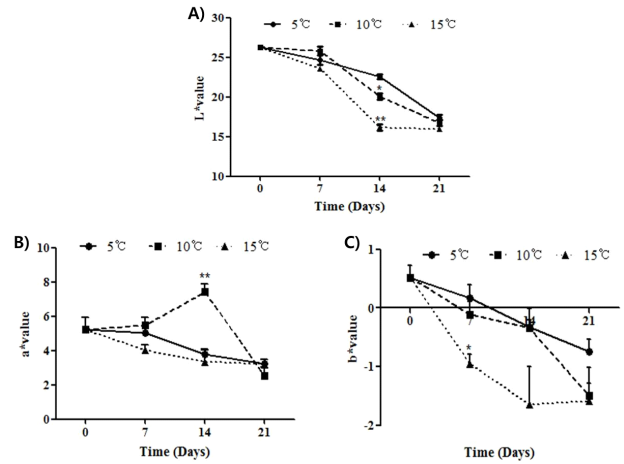 A)
5℃ 10℃ 15℃
30
25
20
15
10
L*value
*
**
0 7 14 21
Time (Days)
B)
5℃ 10℃ 15℃
10
8
6
4
2
0
a*value
**
0 7 14 21
Time (Days)
C)
5℃ 10℃ 15℃
1
0
-1
-2
b*value
0 7 14 21
*
Time (Days)